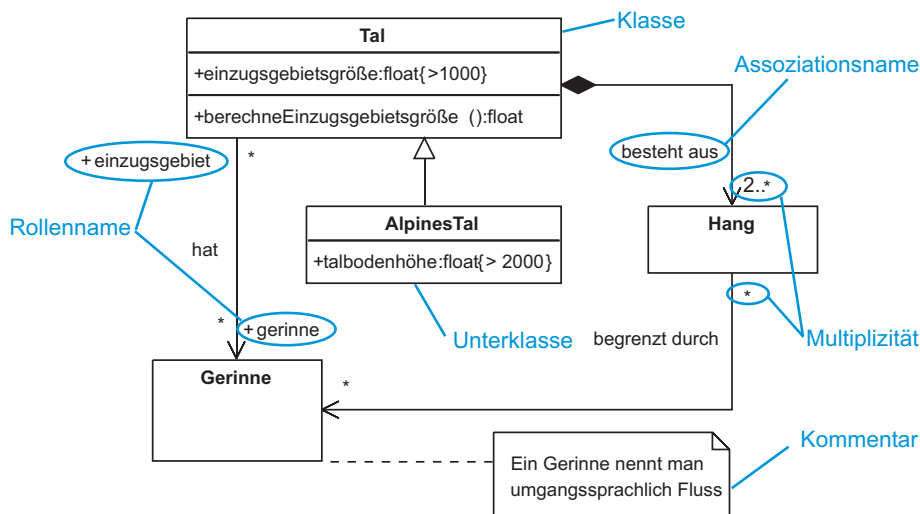 Tal
Klasse
+einzugsgebietsgröße:float{>1000}
Assoziationsname
+berechneEinzugsgebietsgröße ():float
*
+einzugsgebiet
besteht aus
2..*
Rollenname
AlpinesTal
Hang
hat
+talbodenhöhe:float{> 2000}
*
*
+gerinne
Unterklasse
begrenzt durch
Multiplizität
Gerinne
*
Kommentar
Ein Gerinne nennt man
umgangssprachlich Fluss